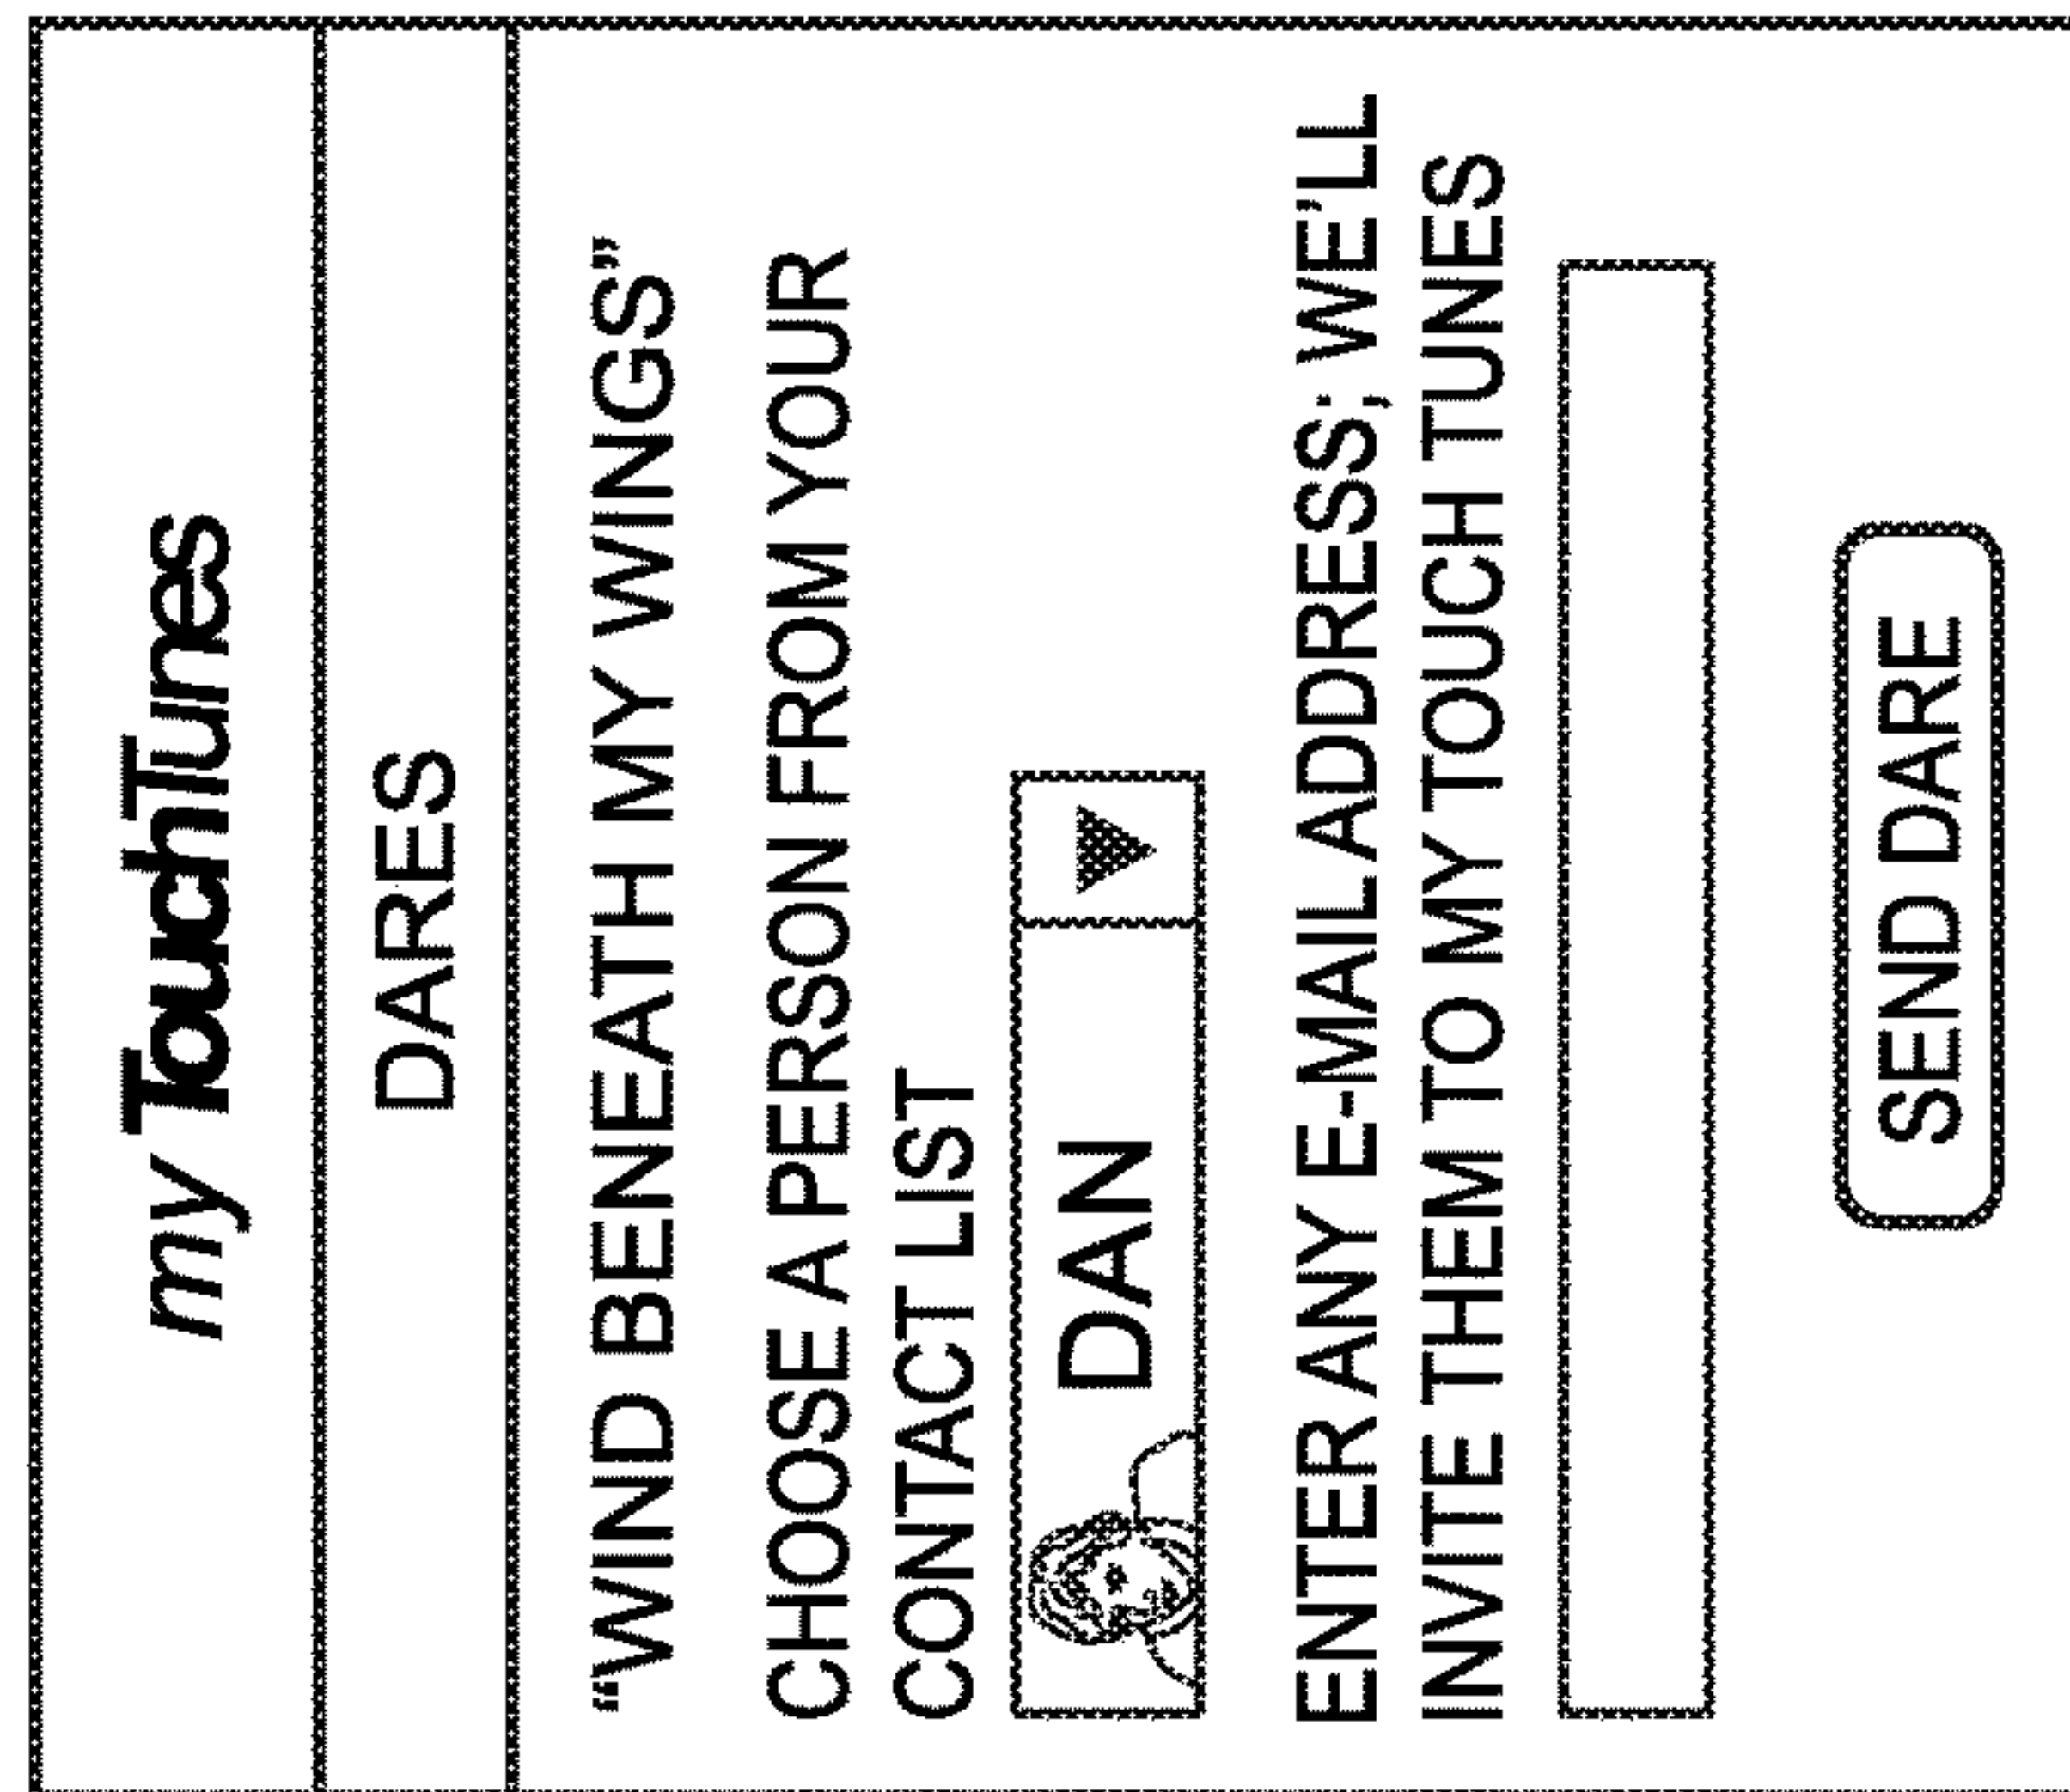 my TouchTunes
DARES
“WIND BENEATH MY WINGS”
CHOOSE A PERSON FROM YOUR
CONTACT LIST
DAN
ENTER ANY E-MAIL ADDRESS; WE'LL
INVITE THEM TO MY TOUCH TUNES
SEND DARE